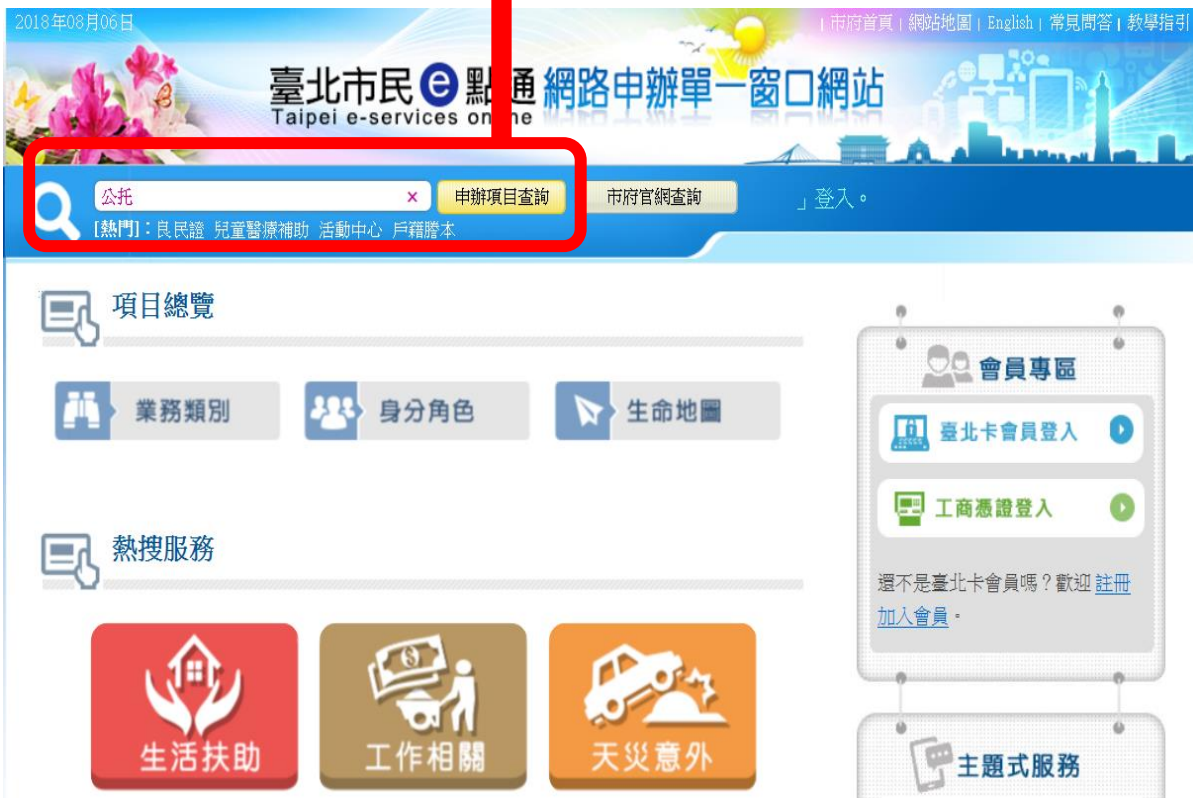 2018年08月06日
| 市府首頁 | 網站地圖 | English | 常見問答 | 教學指引
臺北市民e點通 網路申辦單一窗口網站
Taipei e-services online
公托 × 申辦項目查詢 市府官網查詢 」登入。
[熱門]：良民證 兒童醫療補助 活動中心 戶籍謄本
項目總覽
業務類別 身分角色 生命地圖
會員專區
臺北卡會員登入
工商憑證登入
還不是臺北卡會員嗎？歡迎 註冊
加入會員。
熱搜服務
生活扶助 工作相關 天災意外
主題式服務